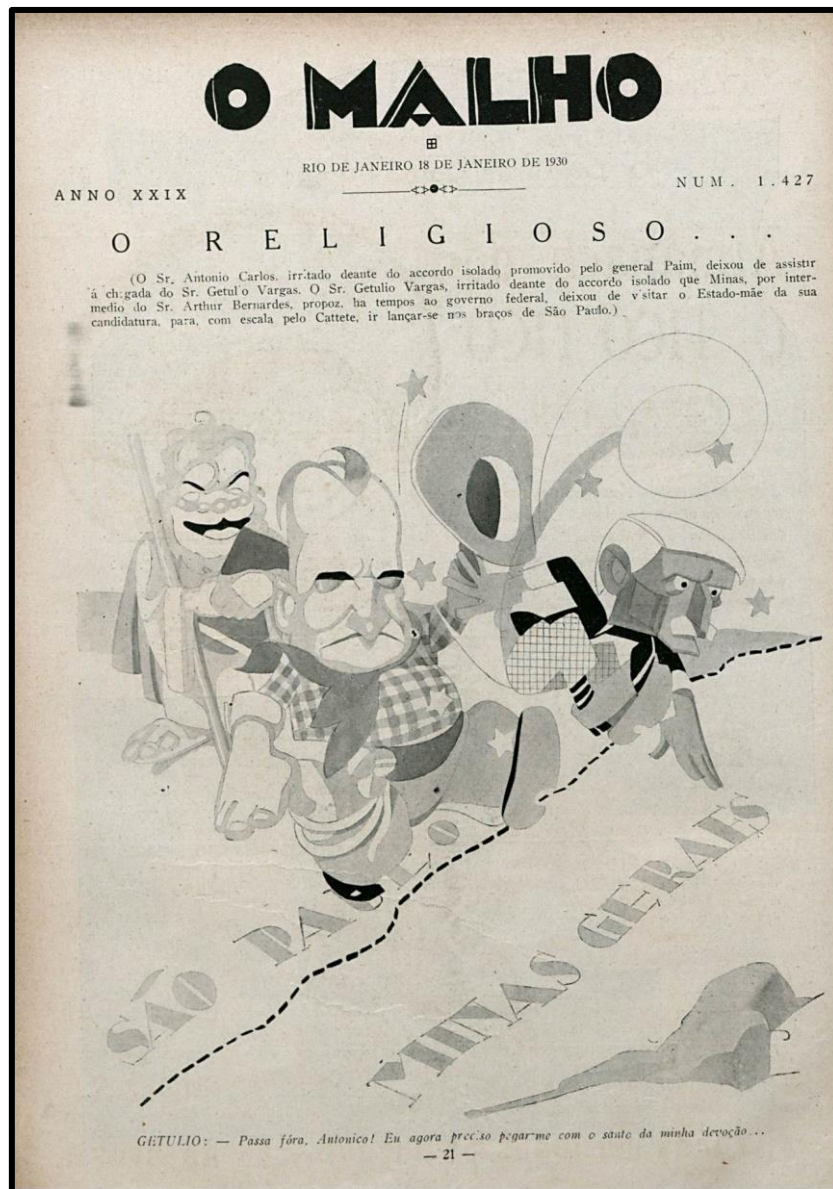 O MALHO
RIO DE JANEIRO 18 DE JANEIRO DE 1930
ANNO XXIX
NUM. 1.427
O RELIGIOSO...
(O Sr. Antonio Carlos, irritado deante do accordo isolado promovido pelo general Paim, deixou de assistir
á chegada do Sr. Getulio Vargas. O Sr. Getulio Vargas, irritado deante do accordo isolado que Minas, por inter-
medio do Sr. Arthur Bernardes, propoz, ha tempos ao governo federal, deixou de visitar o Estado-mãe da sua
candidatura, para, com escala pelo Cattete, ir lançar-se nos braços de São Paulo.)
SÃO PAULO
MINAS GERAES
GETULIO: — Passa fóra, Antonico! Eu agora preciso pegar-me com o santo da minha devoção...
— 21 —